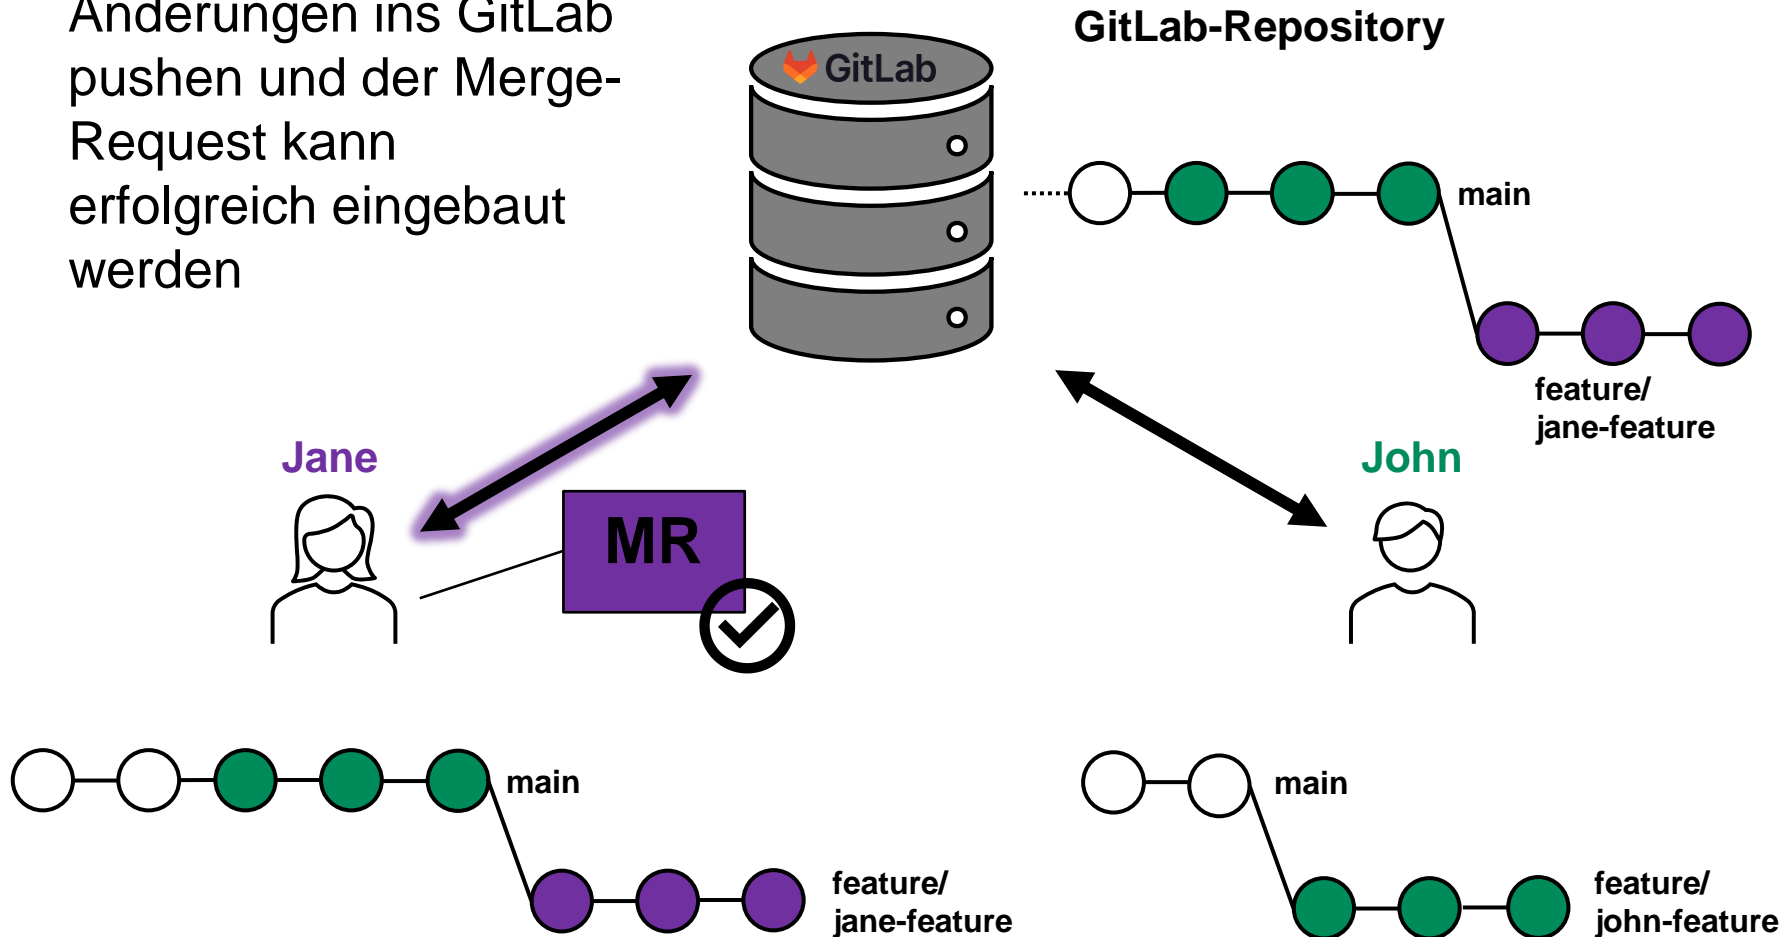 Änderungen ins GitLab
pushen und der Merge-
Request kann
erfolgreich eingebaut
werden
GitLab-Repository
GitLab
main
feature/
jane-feature
Jane
John
MR
main
main
feature/
jane-feature
feature/
john-feature